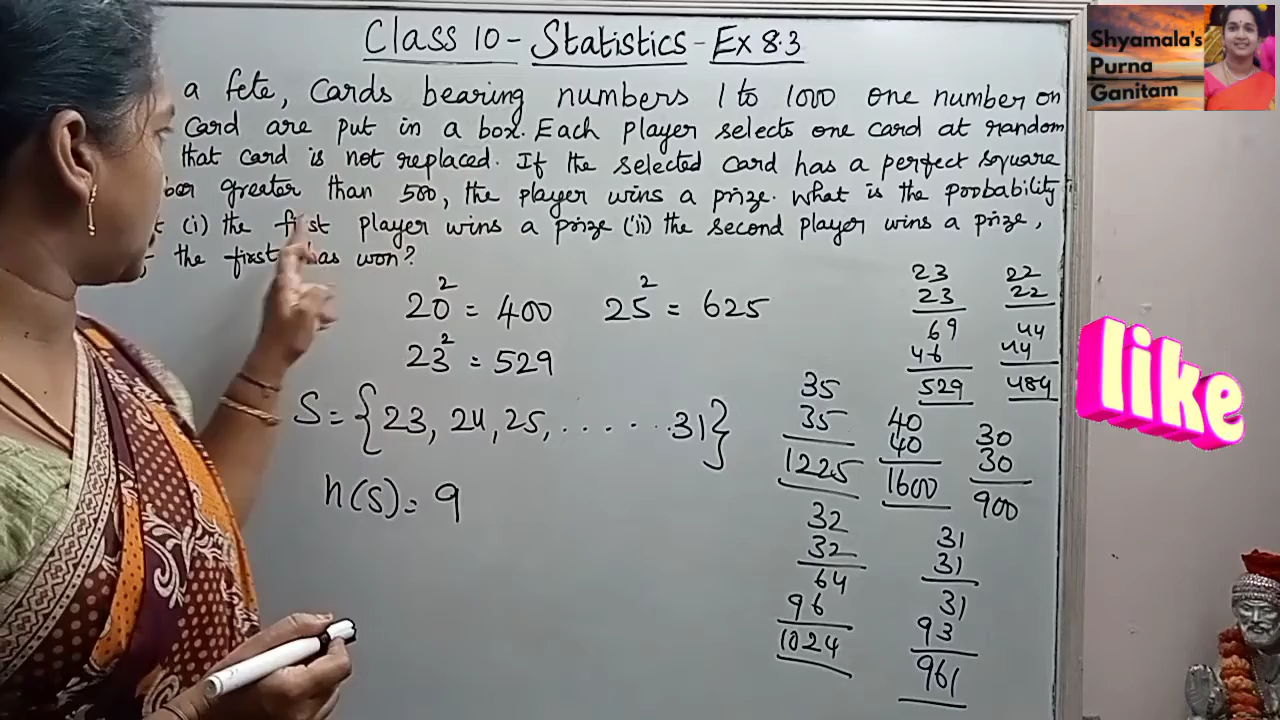 Class 10 - Statistics - Ex 8.3
Shyamala's
Purna
Ganitam
a fete, Cards bearing numbers 1 to 1000 one number on
Card are put in a box. Each player selects one card at random
that card is not replaced. If the selected card has a perfect square
greater than 500, the player wins a prize. What is the probability
(i) the first player wins a prize (ii) the second player wins a prize,
the first has won?
20² = 400 25² = 625
23² = 529
S = {23, 24, 25, ...... 31}
n(S) = 9
23
23
69
46
529
22
22
44
44
484
35
35
1225
40
40
1600
30
30
900
32
32
64
96
1024
31
31
31
93
961
like